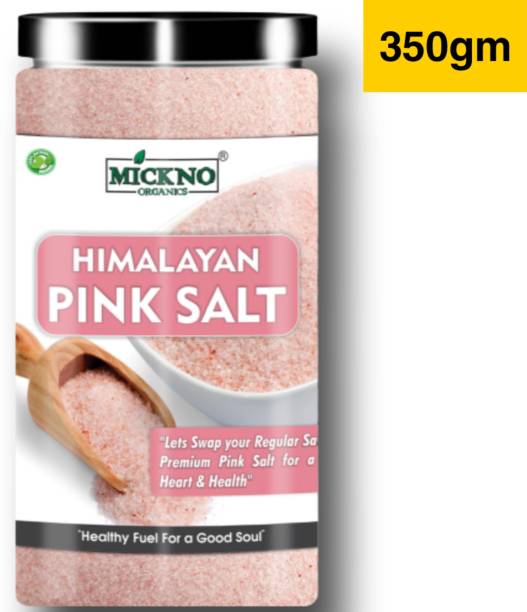 350gm
MICKNO®
ORGANICS
HIMALAYAN
PINK SALT
"Lets Swap your Regular Sa
Premium Pink Salt for a
Heart & Health"
"Healthy Fuel For a Good Soul"